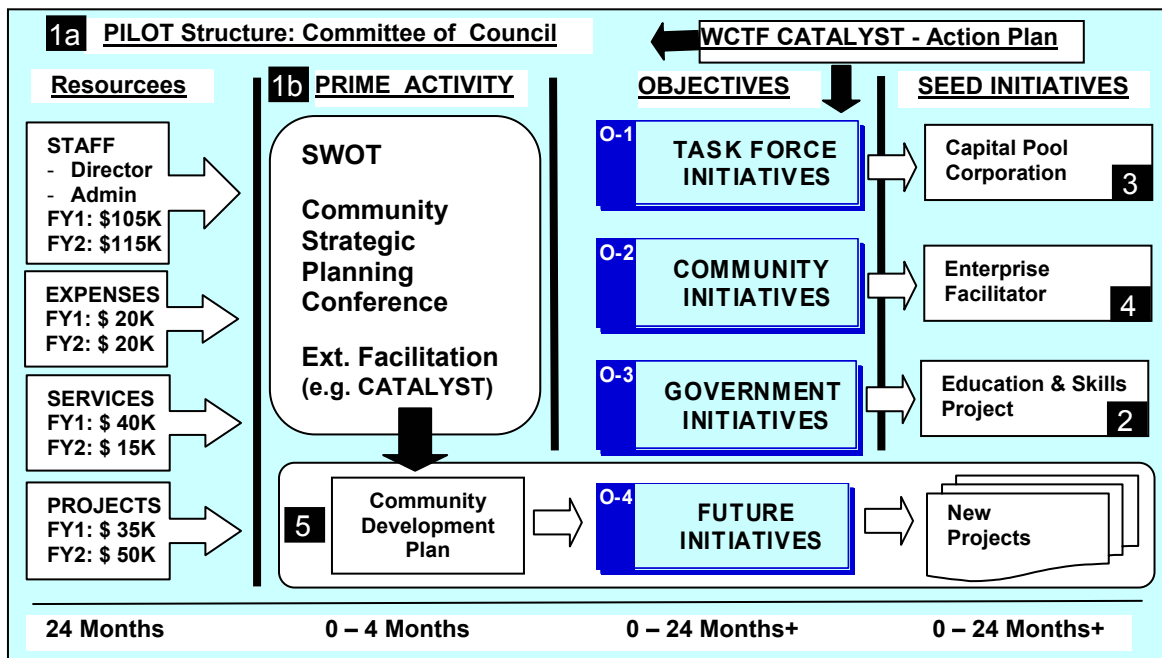 1a PILOT Structure: Committee of Council
WCTF CATALYST - Action Plan
Resourcees
1b PRIME ACTIVITY
OBJECTIVES
SEED INITIATIVES
STAFF
- Director
- Admin
FY1: $105K
FY2: $115K
EXPENSES
FY1: $ 20K
FY2: $ 20K
SERVICES
FY1: $ 40K
FY2: $ 15K
PROJECTS
FY1: $ 35K
FY2: $ 50K
SWOT
Community
Strategic
Planning
Conference
Ext. Facilitation
(e.g. CATALYST)
5
Community
Development
Plan
O-1
TASK FORCE
INITIATIVES
O-2
COMMUNITY
INITIATIVES
O-3
GOVERNMENT
INITIATIVES
O-4
FUTURE
INITIATIVES
Capital Pool
Corporation
3
Enterprise
Facilitator
4
Education & Skills
Project
2
New
Projects
24 Months
0 – 4 Months
0 – 24 Months+
0 – 24 Months+